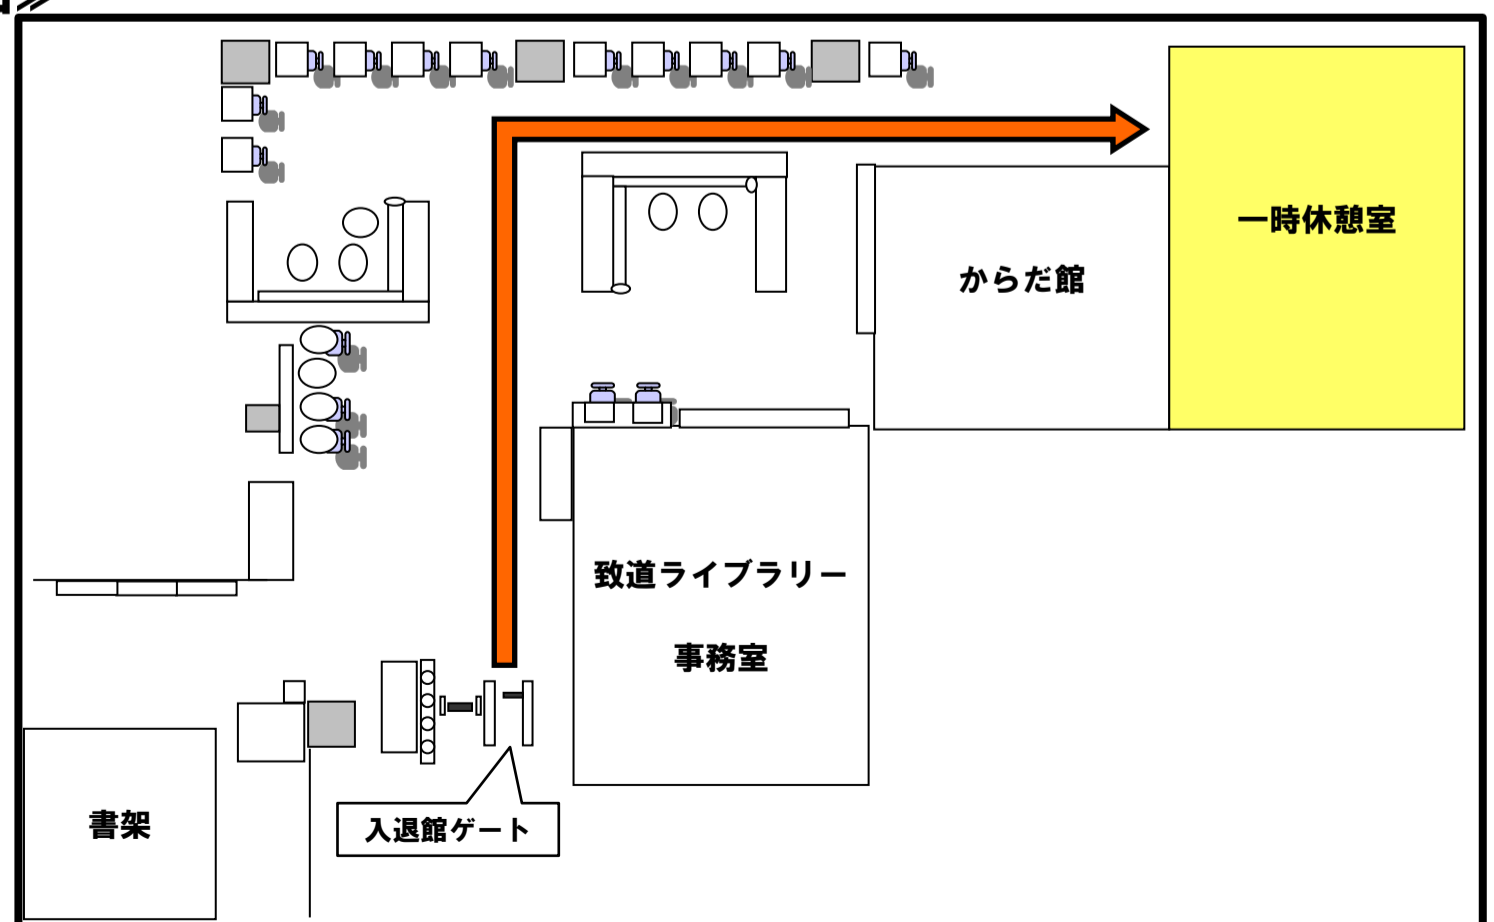 一時休憩室
からだ館
致道ライブラリー
事務室
入退館ゲート
書架